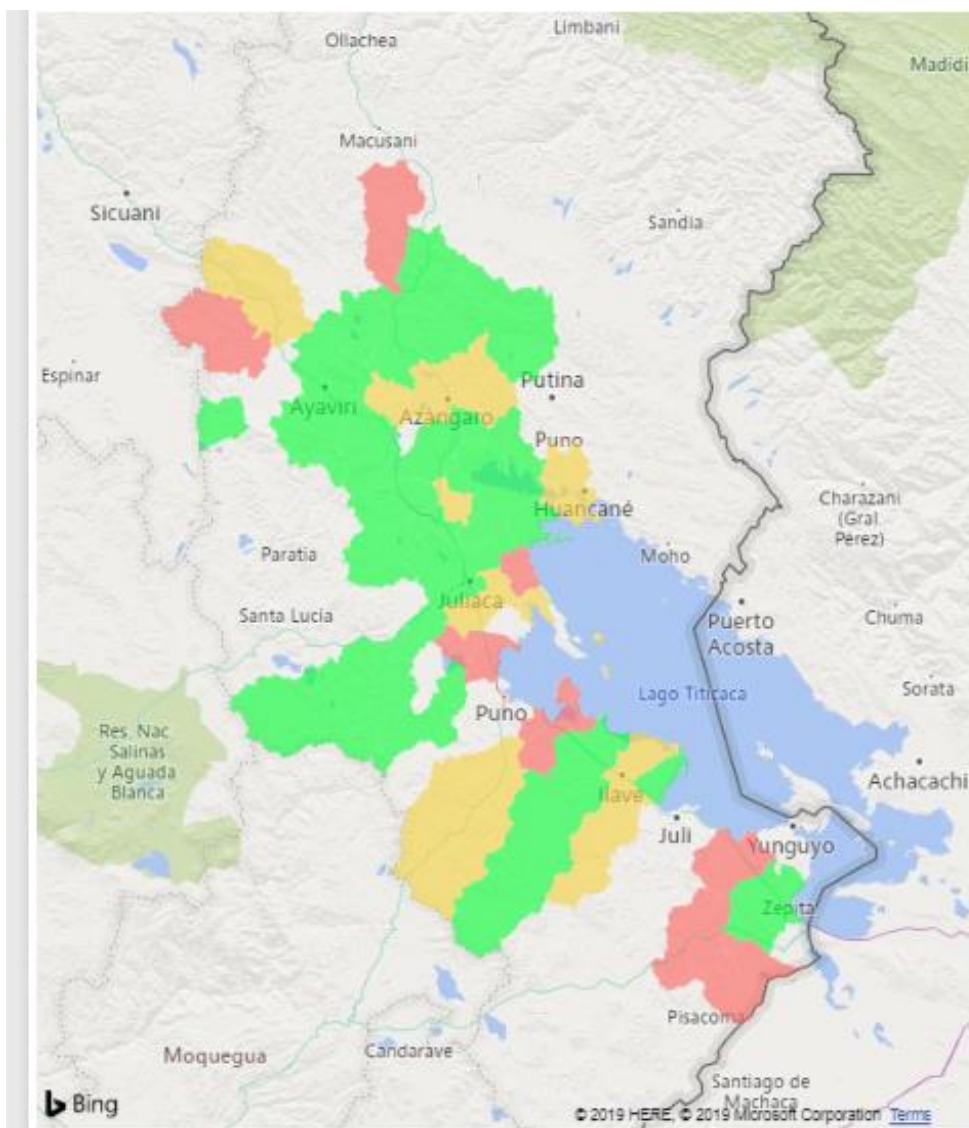 Ollachea
Limbani
Madidi
Macusani
Sicuani
Sandia
Espinar
Ayaviri
Azángaro
Putina
Puno
Huancané
Charazani
(Gral
Perez)
Paratia
Moho
Juliaca
Santa Lucía
Puerto
Acosta
Chuma
Puno
Lago Titicaca
Sorata
Res. Nac.
Salinas
y Aguada
Blanca
Achacachi
Ilave
Juli
Yunguyo
Zepita
Pisacoma
Moquegua
Candarave
Santiago de
Machaca
Bing
© 2019 HERE, © 2019 Microsoft Corporation Terms